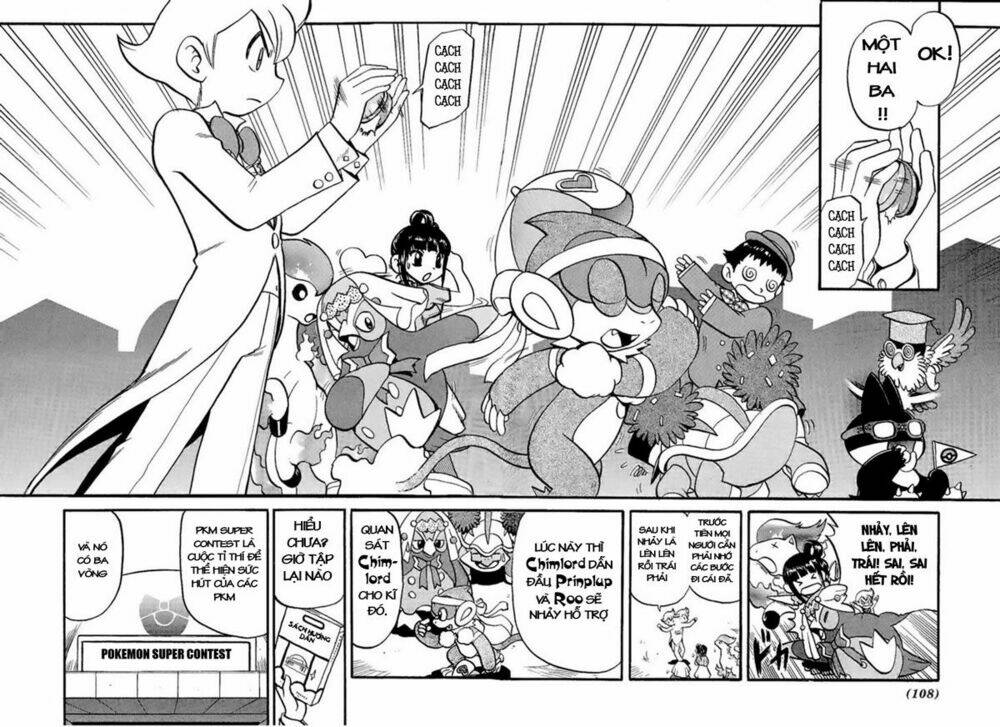 OK!
MỘT
HAI
BA
!!
CẠCH
CẠCH
CẠCH
CẠCH
CẠCH
CẠCH
CẠCH
CẠCH
NHẢY, LÊN
LÊN, PHẢI,
TRÁI! SAI, SAI
HẾT RỒI!
TRƯỚC
TIÊN MỌI
NGƯỜI CẦN
PHẢI NHỚ
CÁC BƯỚC
ĐI CÁI ĐÃ.
SAU KHI
NHẢY LÀ
LÊN LÊN
RỒI TRÁI PHẢI
LÚC NÀY THÌ
Chimlord DẪN
ĐẦU Prinplup
VÀ Roo SẼ
NHẢY HỖ TRỢ
QUAN
SÁT
Chim-
lord
CHO KĨ
ĐÓ.
HIỂU
CHƯA?
GIỜ TẬP
LẠI NÀO
SÁCH HƯỚNG
DẪN
PKM SUPER
CONTEST LÀ
CUỘC TỈ THÍ ĐỂ
THỂ HIỆN SỨC
HÚT CỦA CÁC
PKM
VÀ NÓ
CÓ BA
VÒNG
POKEMON SUPER CONTEST
(108)